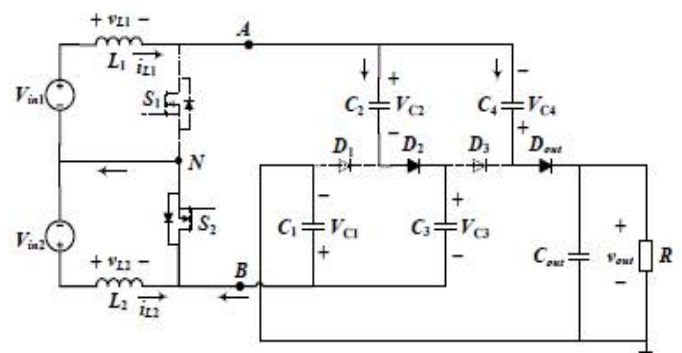 + vL1 −
L1 iL1
A
Vin1 + −
S1
C2 + VC2 −
C4 − VC4 +
N
D1 D2 D3 Dout
Vin2 + −
S2
C1 − VC1 +
C3 + VC3 −
Cout
+ vout − R
+ vL2 −
L2 iL2
B